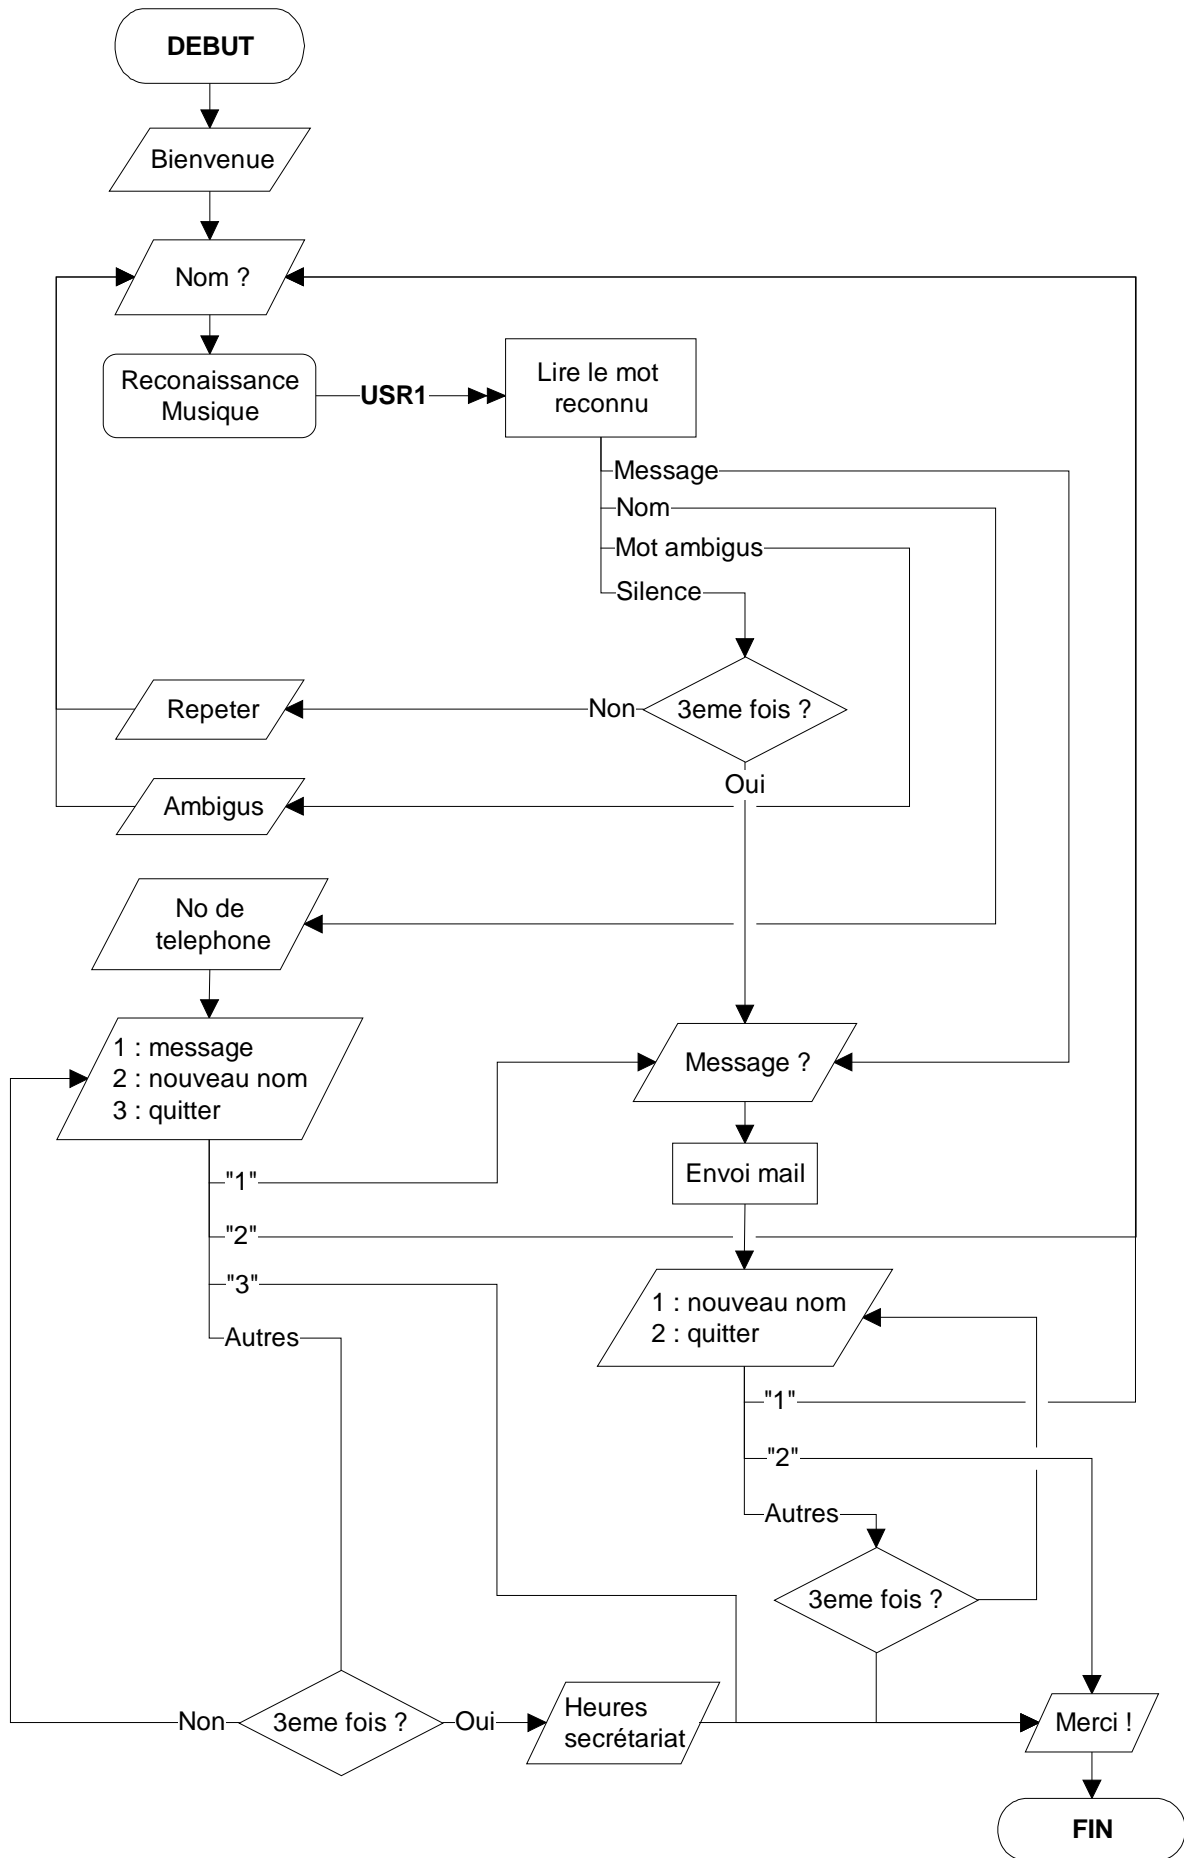 DEBUT
Bienvenue
Nom ?
Reconaissance
Musique
USR1
Lire le mot
reconnu
Message
Nom
Mot ambigus
Silence
3eme fois ?
Non
Repeter
Oui
Ambigus
No de
telephone
1 : message
2 : nouveau nom
3 : quitter
Message ?
"1"
Envoi mail
"2"
"3"
Autres
1 : nouveau nom
2 : quitter
"1"
"2"
Autres
3eme fois ?
Non
3eme fois ?
Oui
Heures
secrétariat
Merci !
FIN